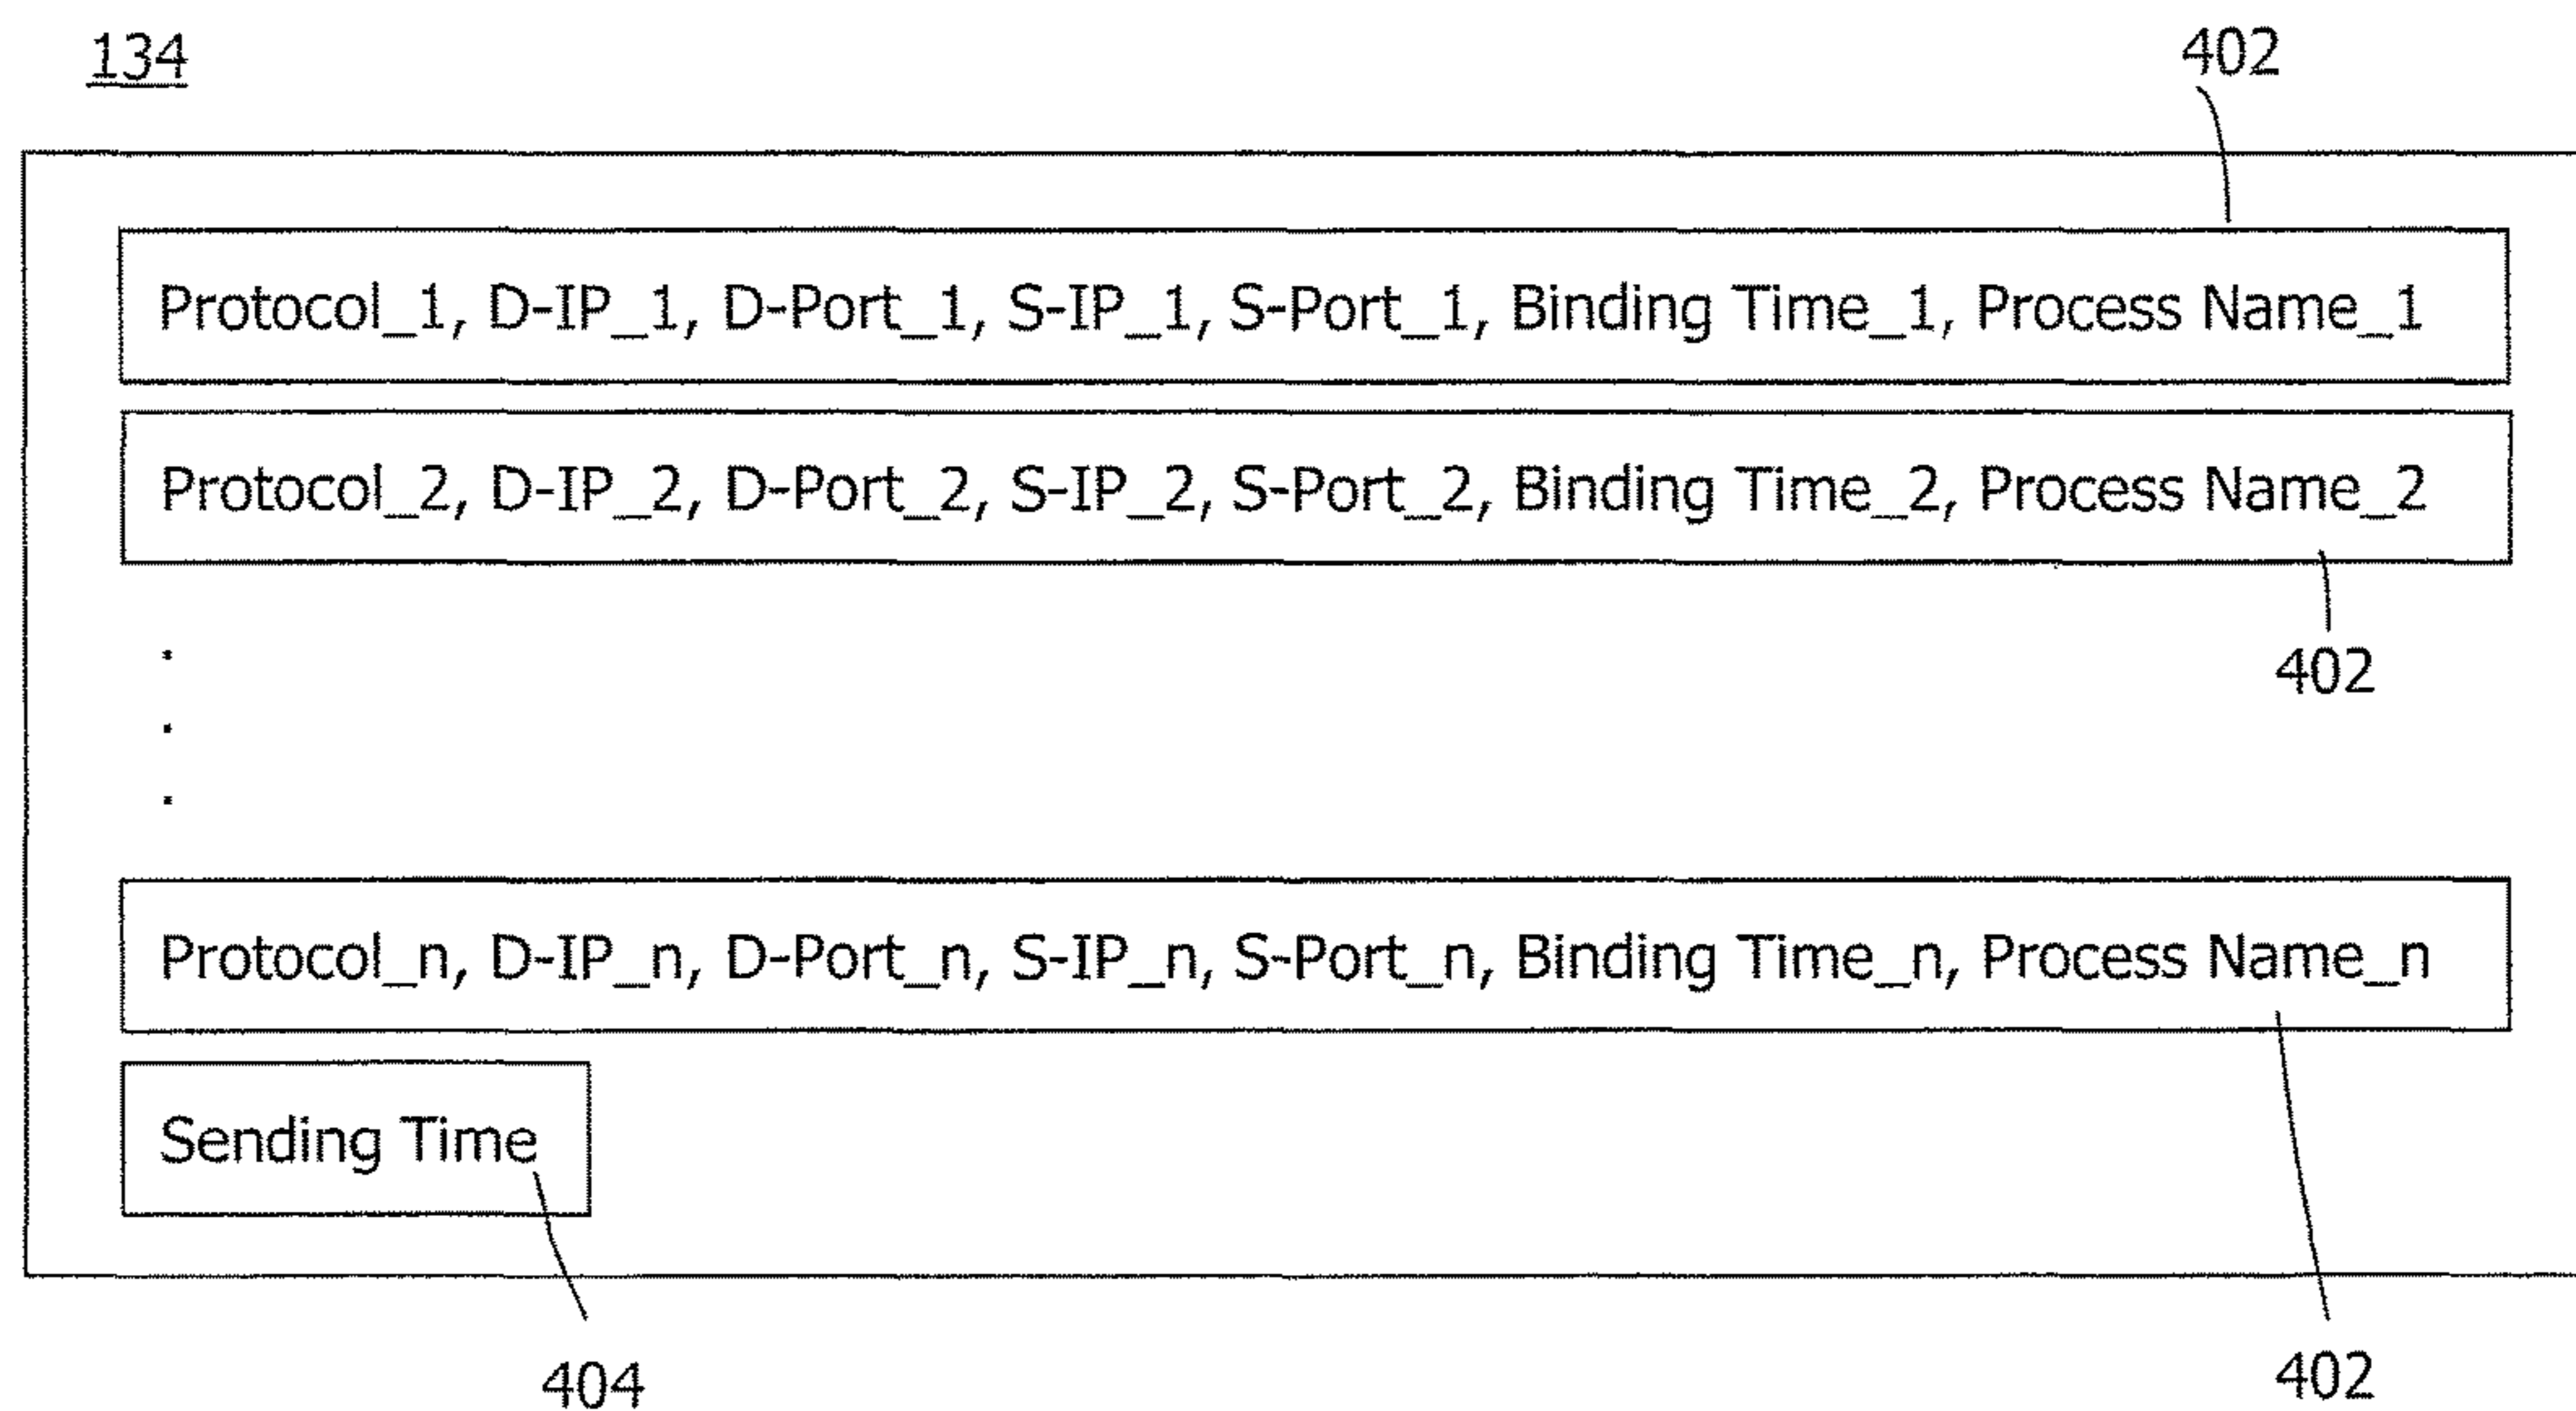 134
402
Protocol_1, D-IP_1, D-Port_1, S-IP_1, S-Port_1, Binding Time_1, Process Name_1
Protocol_2, D-IP_2, D-Port_2, S-IP_2, S-Port_2, Binding Time_2, Process Name_2
402
.
.
.
Protocol_n, D-IP_n, D-Port_n, S-IP_n, S-Port_n, Binding Time_n, Process Name_n
Sending Time
404
402